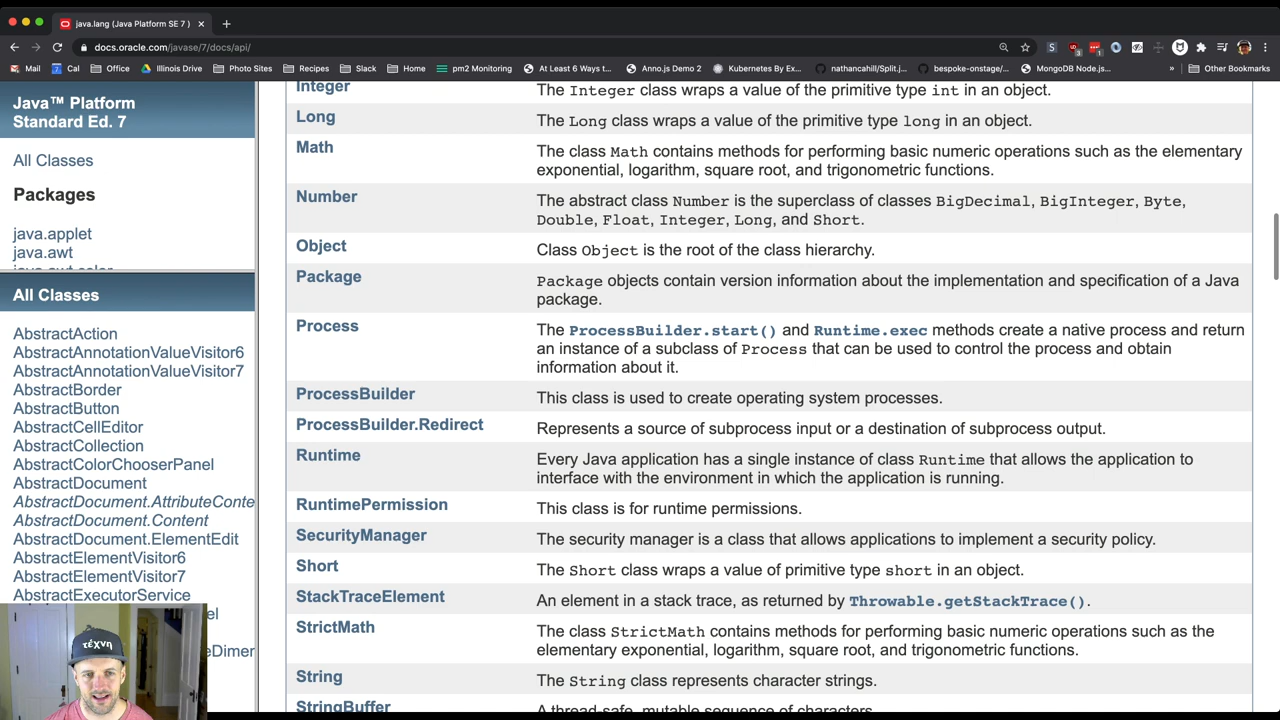 java.lang (Java Platform SE 7 )
docs.oracle.com/javase/7/docs/api/
Mail
Cal
Office
Illinois Drive
Photo Sites
Recipes
Slack
Home
pm2 Monitoring
At Least 6 Ways t...
Anno.js Demo 2
Kubernetes By Ex...
nathancahill/Split.j...
bespoke-onstage/...
MongoDB Node.js...
»
Other Bookmarks
Java™ Platform
Standard Ed. 7
All Classes
Packages
java.applet
java.awt
java.awt.color
All Classes
AbstractAction
AbstractAnnotationValueVisitor6
AbstractAnnotationValueVisitor7
AbstractBorder
AbstractButton
AbstractCellEditor
AbstractCollection
AbstractColorChooserPanel
AbstractDocument
AbstractDocument.AttributeConte
AbstractDocument.Content
AbstractDocument.ElementEdit
AbstractElementVisitor6
AbstractElementVisitor7
AbstractExecutorService
el
eDimer
τέχνη
Integer
The Integer class wraps a value of the primitive type int in an object.
Long
The Long class wraps a value of the primitive type long in an object.
Math
The class Math contains methods for performing basic numeric operations such as the elementary
exponential, logarithm, square root, and trigonometric functions.
Number
The abstract class Number is the superclass of classes BigDecimal, BigInteger, Byte,
Double, Float, Integer, Long, and Short.
Object
Class Object is the root of the class hierarchy.
Package
Package objects contain version information about the implementation and specification of a Java
package.
Process
The ProcessBuilder.start() and Runtime.exec methods create a native process and return
an instance of a subclass of Process that can be used to control the process and obtain
information about it.
ProcessBuilder
This class is used to create operating system processes.
ProcessBuilder.Redirect
Represents a source of subprocess input or a destination of subprocess output.
Runtime
Every Java application has a single instance of class Runtime that allows the application to
interface with the environment in which the application is running.
RuntimePermission
This class is for runtime permissions.
SecurityManager
The security manager is a class that allows applications to implement a security policy.
Short
The Short class wraps a value of primitive type short in an object.
StackTraceElement
An element in a stack trace, as returned by Throwable.getStackTrace().
StrictMath
The class StrictMath contains methods for performing basic numeric operations such as the
elementary exponential, logarithm, square root, and trigonometric functions.
String
The String class represents character strings.
StringBuffer
A thread-safe, mutable sequence of characters.